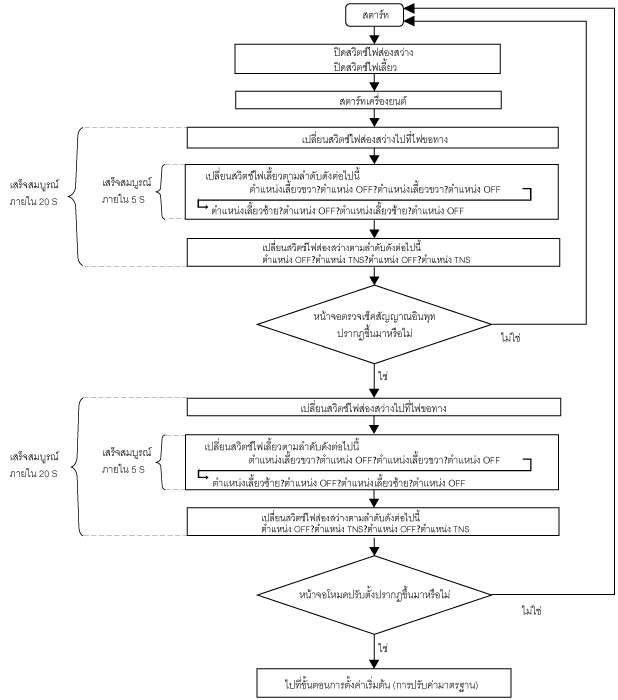 สตาร์ท
ปิดสวิตช์ไฟส่องสว่าง
ปิดสวิตช์ไฟเลี้ยว
สตาร์ทเครื่องยนต์
เปลี่ยนสวิตช์ไฟส่องสว่างไปที่ไฟขอทาง
เสร็จสมบูรณ์
ภายใน 20 S
เสร็จสมบูรณ์
ภายใน 5 S
เปลี่ยนสวิตช์ไฟเลี้ยวตามลำดับดังต่อไปนี้
ตำแหน่งเลี้ยวขวา?ตำแหน่ง OFF?ตำแหน่งเลี้ยวขวา?ตำแหน่ง OFF
ตำแหน่งเลี้ยวซ้าย?ตำแหน่ง OFF?ตำแหน่งเลี้ยวซ้าย?ตำแหน่ง OFF
เปลี่ยนสวิตช์ไฟส่องสว่างตามลำดับดังต่อไปนี้
ตำแหน่ง OFF?ตำแหน่ง TNS?ตำแหน่ง OFF?ตำแหน่ง TNS
หน้าจอตรวจเช็คสัญญาณอินพุท
ปรากฏขึ้นมาหรือไม่
ไม่ใช่
ใช่
เปลี่ยนสวิตช์ไฟส่องสว่างไปที่ไฟขอทาง
เสร็จสมบูรณ์
ภายใน 20 S
เสร็จสมบูรณ์
ภายใน 5 S
เปลี่ยนสวิตช์ไฟเลี้ยวตามลำดับดังต่อไปนี้
ตำแหน่งเลี้ยวขวา?ตำแหน่ง OFF?ตำแหน่งเลี้ยวขวา?ตำแหน่ง OFF
ตำแหน่งเลี้ยวซ้าย?ตำแหน่ง OFF?ตำแหน่งเลี้ยวซ้าย?ตำแหน่ง OFF
เปลี่ยนสวิตช์ไฟส่องสว่างตามลำดับดังต่อไปนี้
ตำแหน่ง OFF?ตำแหน่ง TNS?ตำแหน่ง OFF?ตำแหน่ง TNS
หน้าจอโหมดปรับตั้งปรากฏขึ้นมาหรือไม่
ไม่ใช่
ใช่
ไปที่ขั้นตอนการตั้งค่าเริ่มต้น (การปรับค่ามาตรฐาน)